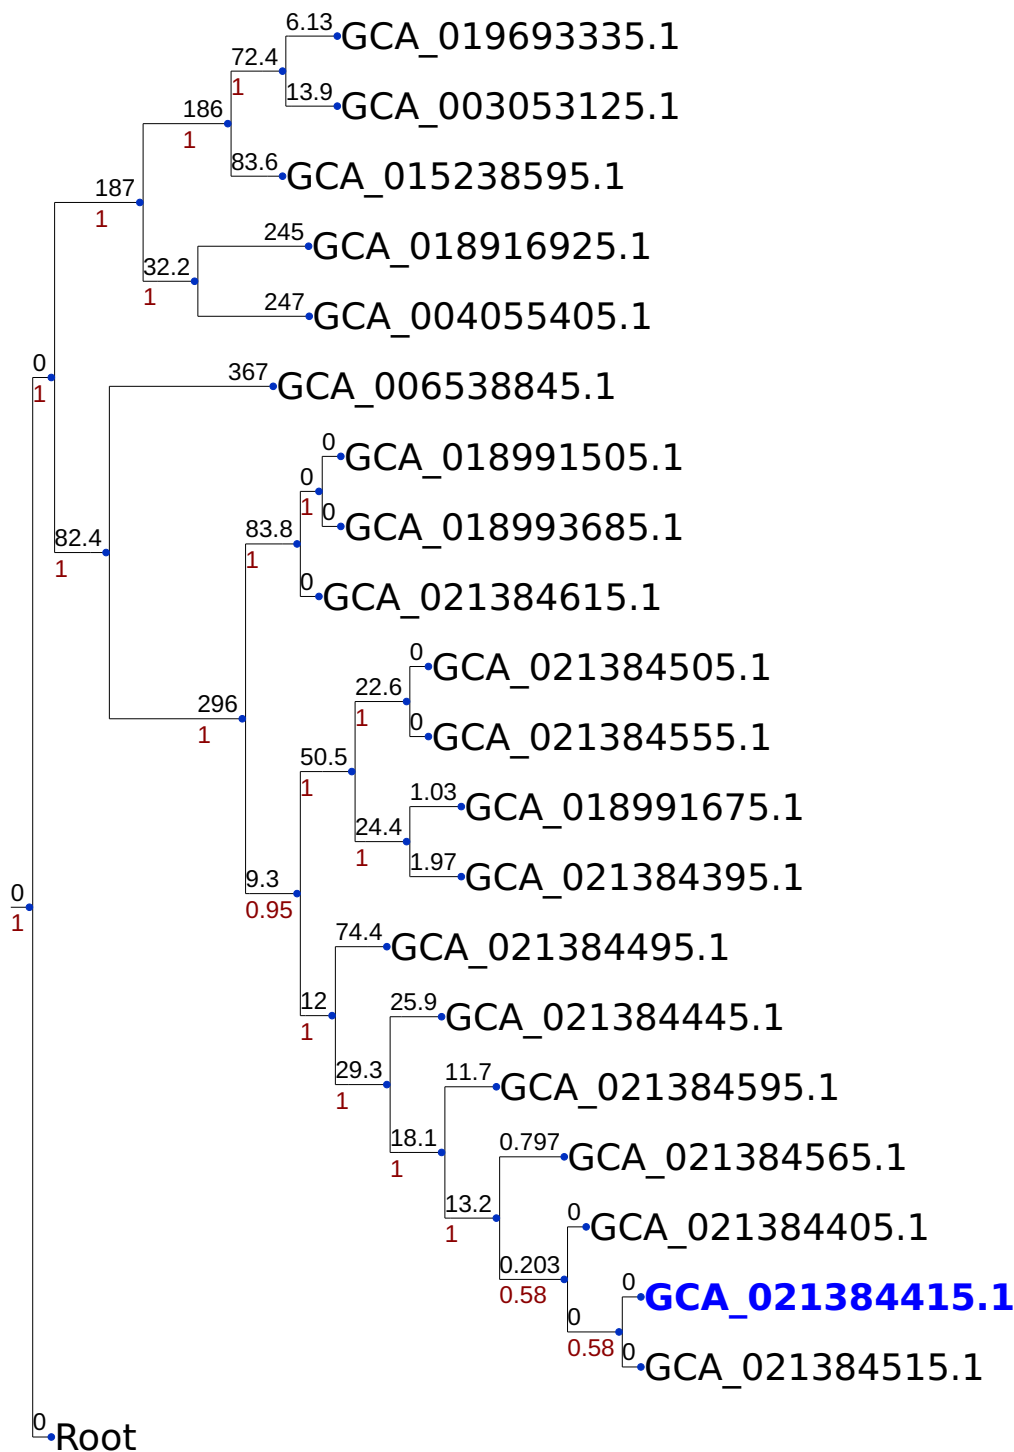 6.13
GCA_019693335.1
72.4
1
13.9
GCA_003053125.1
186
1
83.6
GCA_015238595.1
187
1
245
GCA_018916925.1
32.2
1
247
GCA_004055405.1
0
1
367
GCA_006538845.1
0
GCA_018991505.1
0
1
0
GCA_018993685.1
83.8
1
82.4
1
0
GCA_021384615.1
0
GCA_021384505.1
22.6
1
296
1
0
GCA_021384555.1
50.5
1
1.03
GCA_018991675.1
24.4
1
1.97
GCA_021384395.1
9.3
0.95
0
1
74.4
GCA_021384495.1
12
1
25.9
GCA_021384445.1
29.3
1
11.7
GCA_021384595.1
18.1
1
0.797
GCA_021384565.1
13.2
1
0
GCA_021384405.1
0.203
0.58
0
GCA_021384415.1
0
0.58
0
GCA_021384515.1
0
Root